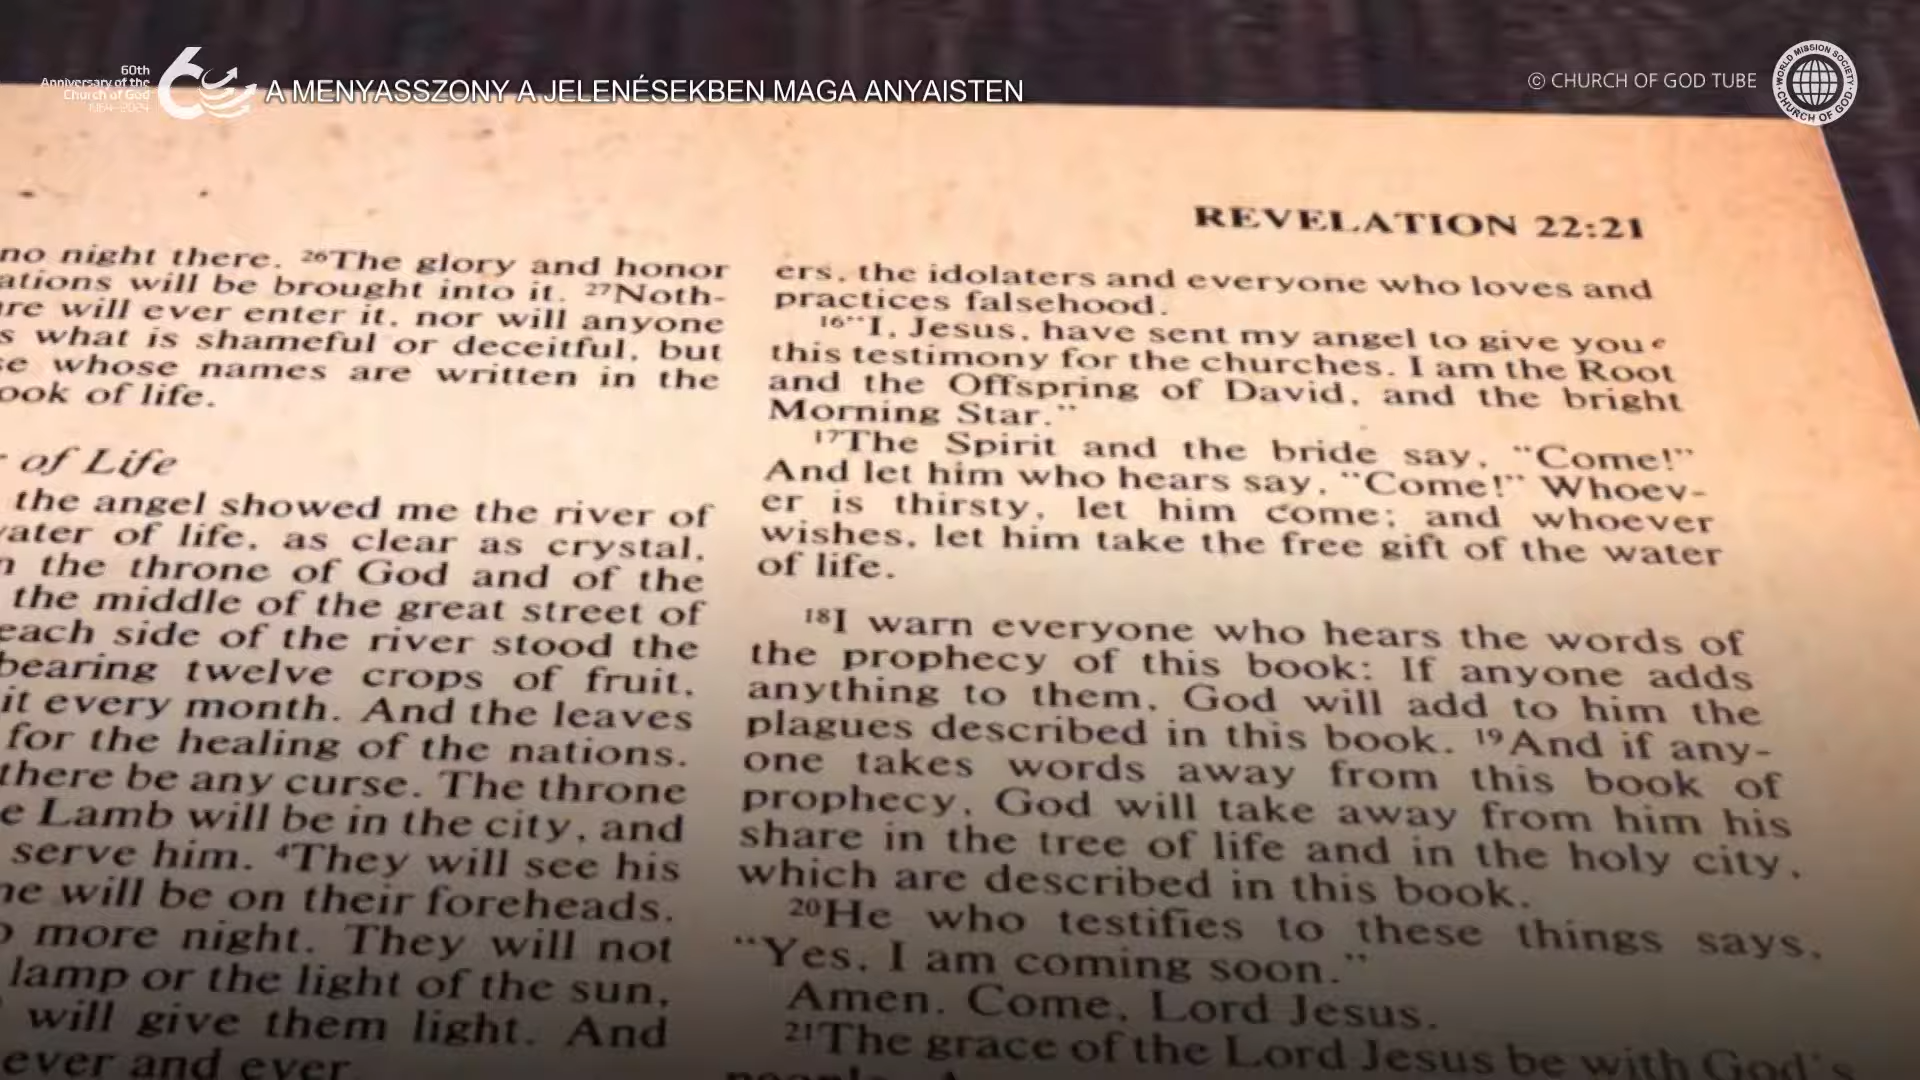 60th
Anniversary of the
Church of God
1964-2024
A MENYASSZONY A JELENÉSEKBEN MAGA ANYAISTEN
© CHURCH OF GOD TUBE
WORLD MISSION SOCIETY
CHURCH OF GOD
no night there. 26The glory and honor
ations will be brought into it. 27Noth-
re will ever enter it, nor will anyone
s what is shameful or deceitful, but
se whose names are written in the
ook of life.
of Life
the angel showed me the river of
ater of life, as clear as crystal,
the throne of God and of the
the middle of the great street of
each side of the river stood the
bearing twelve crops of fruit,
it every month. And the leaves
for the healing of the nations.
there be any curse. The throne
e Lamb will be in the city, and
serve him. 4They will see his
ne will be on their foreheads.
more night. They will not
lamp or the light of the sun,
will give them light. And
ever and ever.
REVELATION 22:21
ers, the idolaters and everyone who loves and
practices falsehood.
16"I, Jesus, have sent my angel to give you e
this testimony for the churches. I am the Root
and the Offspring of David, and the bright
Morning Star."
17The Spirit and the bride say, "Come!"
And let him who hears say, "Come!" Whoev-
er is thirsty, let him come; and whoever
wishes, let him take the free gift of the water
of life.
18I warn everyone who hears the words of
the prophecy of this book: If anyone adds
anything to them, God will add to him the
plagues described in this book. 19And if any-
one takes words away from this book of
prophecy, God will take away from him his
share in the tree of life and in the holy city,
which are described in this book.
20He who testifies to these things says,
"Yes, I am coming soon."
Amen. Come, Lord Jesus.
21The grace of the Lord Jesus be with God's